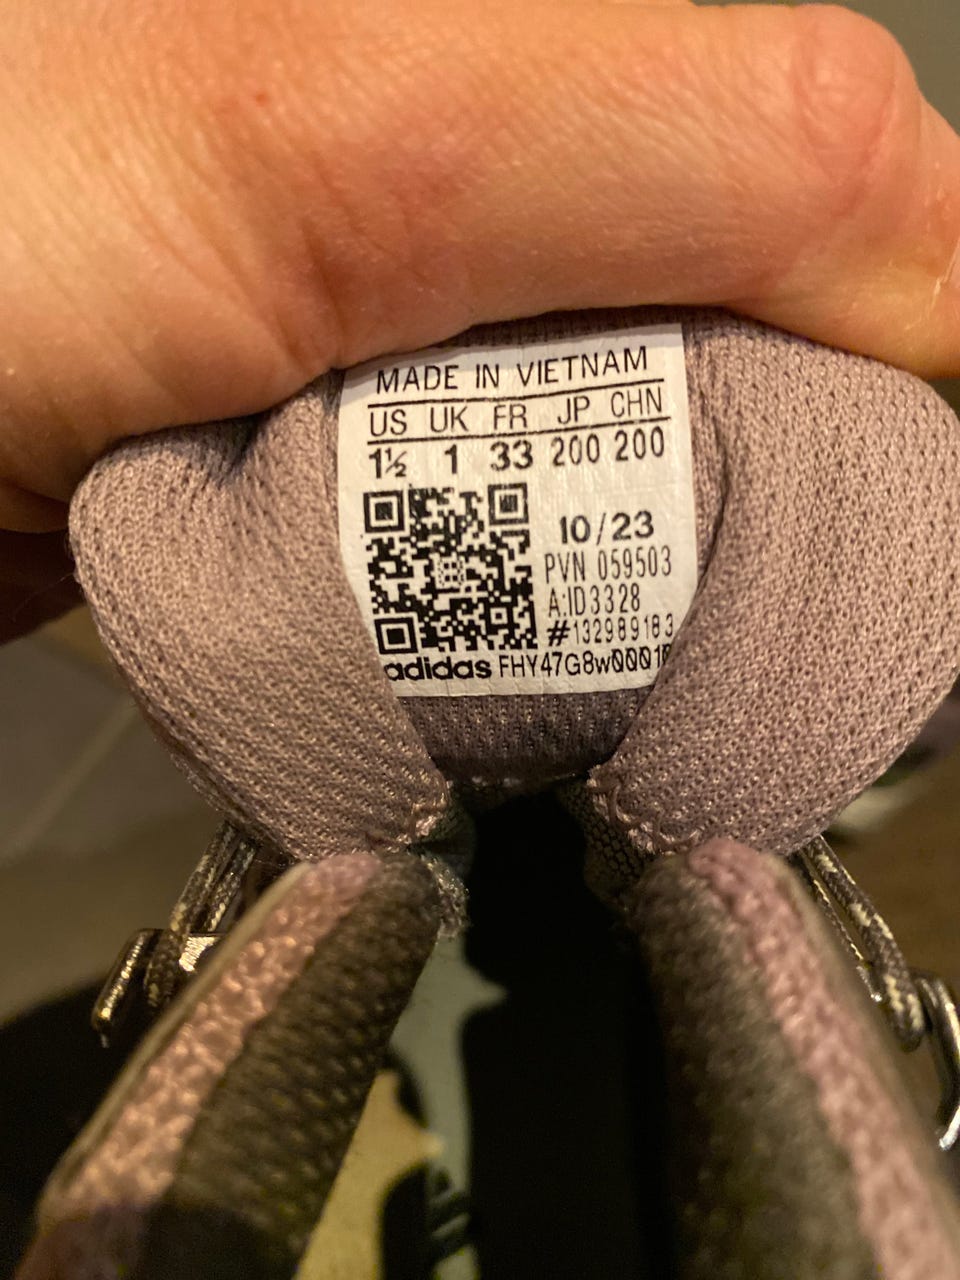 MADE IN VIETNAM
US UK FR JP CHN
1½ 1 33 200 200
10/23
PVN 059503
A:ID3328
#132989183
adidas